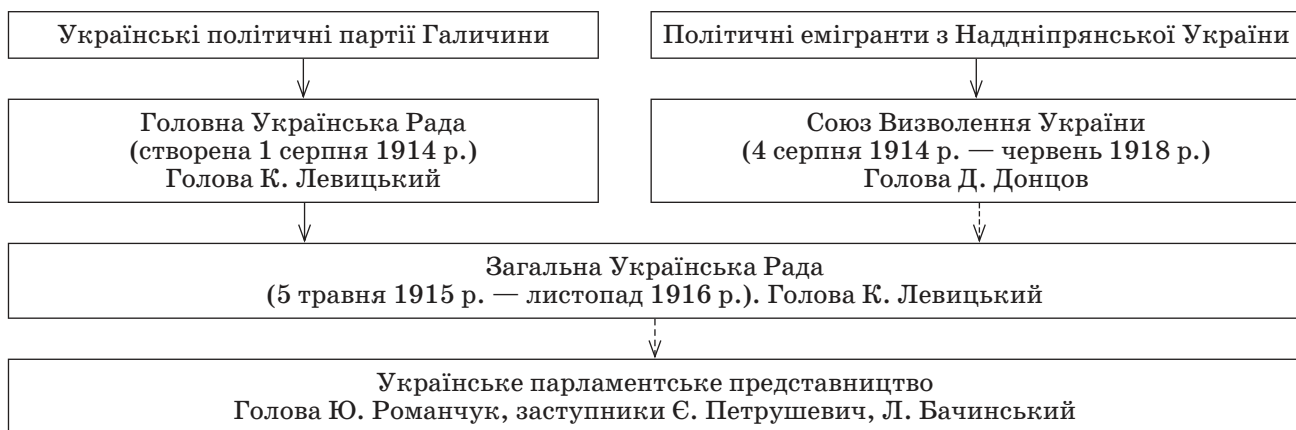 Українські політичні партії Галичини
Політичні емігранти з Наддніпрянської України
Головна Українська Рада
(створена 1 серпня 1914 р.)
Голова К. Левицький
Союз Визволення України
(4 серпня 1914 р. — червень 1918 р.)
Голова Д. Донцов
Загальна Українська Рада
(5 травня 1915 р. — листопад 1916 р.). Голова К. Левицький
Українське парламентське представництво
Голова Ю. Романчук, заступники Є. Петрушевич, Л. Бачинський